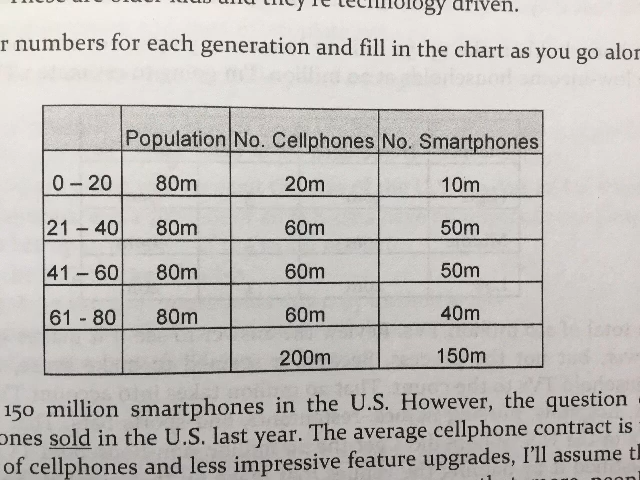 These are older kids and they're technology driven.
r numbers for each generation and fill in the chart as you go alon
Population No. Cellphones No. Smartphones
0 – 20 80m 20m 10m
21 – 40 80m 60m 50m
41 – 60 80m 60m 50m
61 - 80 80m 60m 40m
200m 150m
150 million smartphones in the U.S. However, the question
ones sold in the U.S. last year. The average cellphone contract is
of cellphones and less impressive feature upgrades, I'll assume th